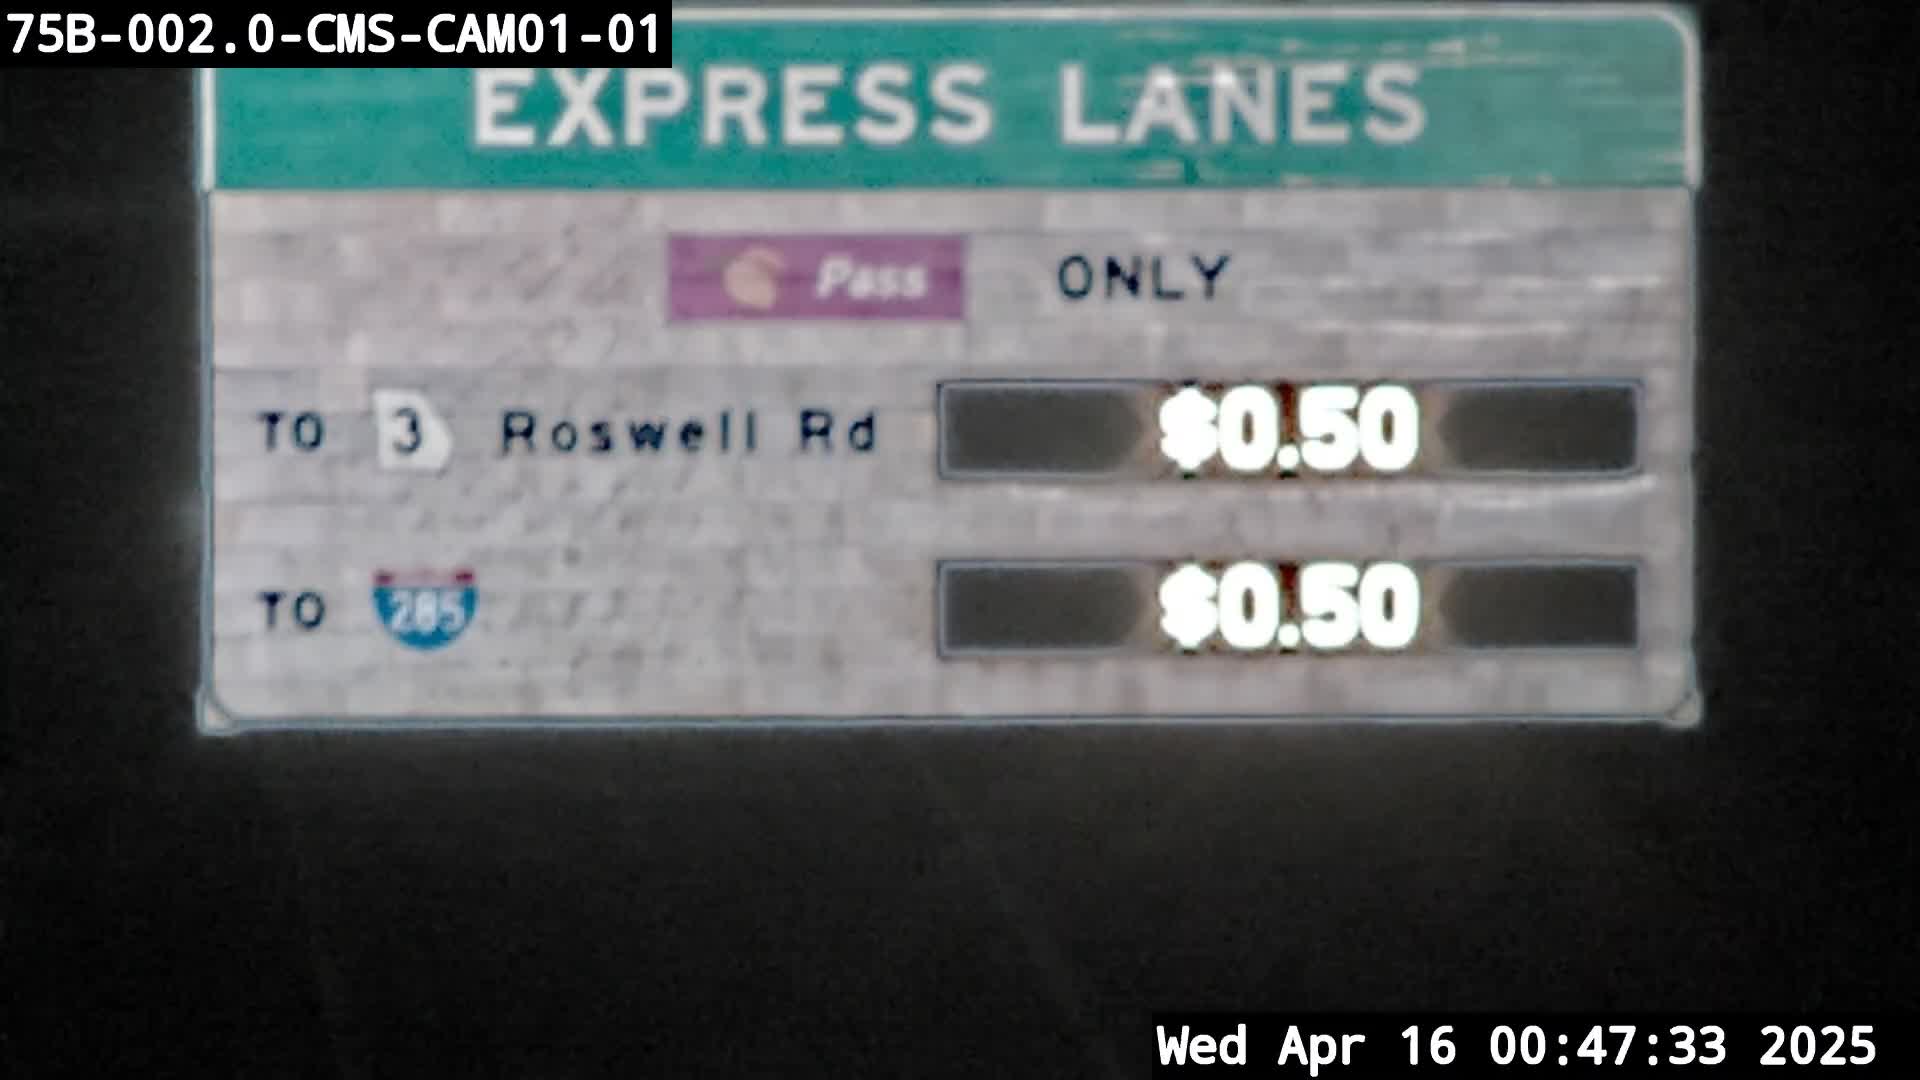 75B-002.0-CMS-CAM01-01
EXPRESS LANES
Pass ONLY
TO 3 Roswell Rd $0.50
TO 285 $0.50
Wed Apr 16 00:47:33 2025